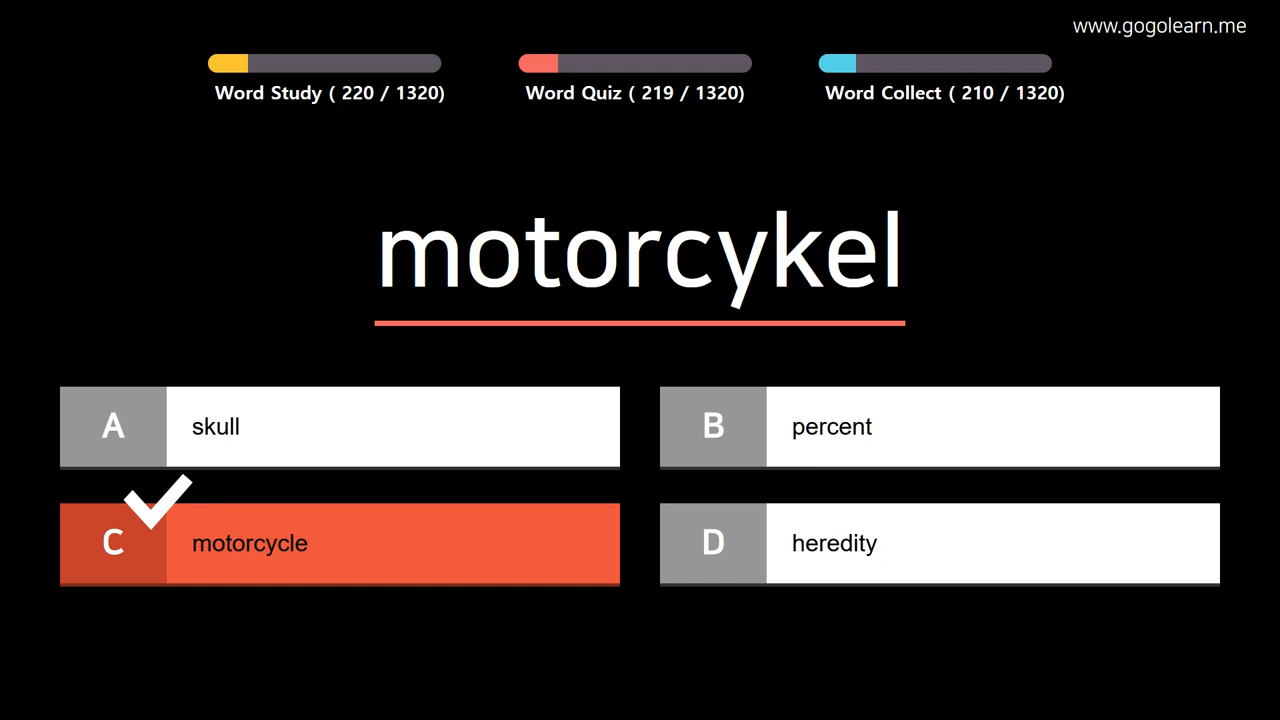 www.gogolearn.me
Word Study ( 220 / 1320)
Word Quiz ( 219 / 1320)
Word Collect ( 210 / 1320)
motorcykel
A skull
B percent
C motorcycle
D heredity